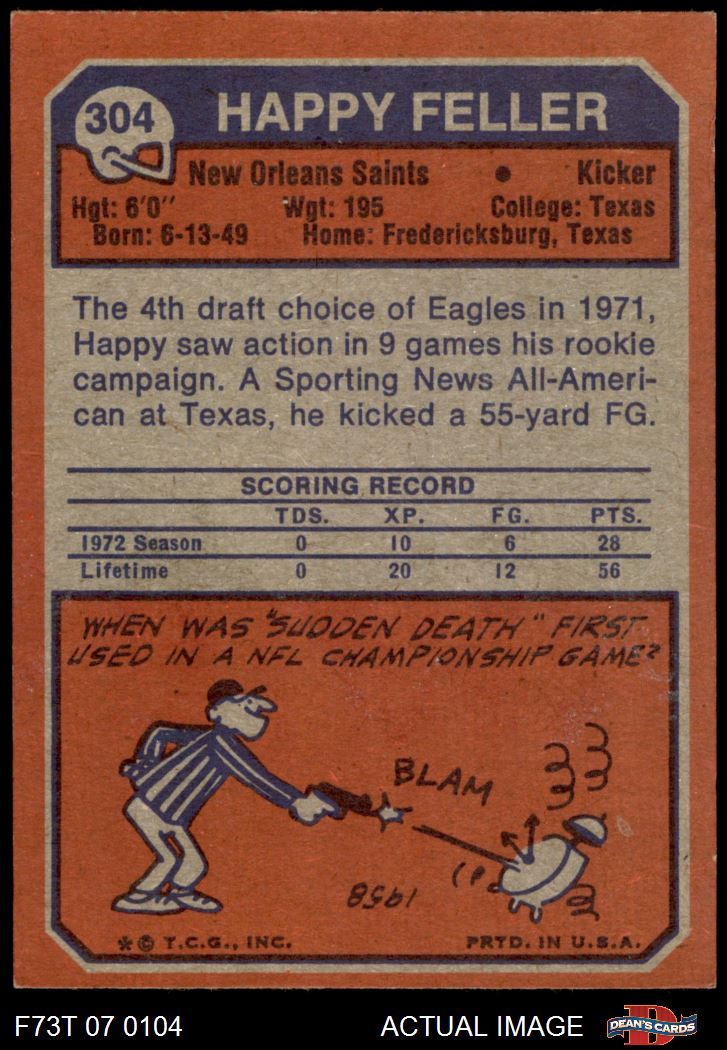 304
HAPPY FELLER
New Orleans Saints • Kicker
Hgt: 6'0" Wgt: 195 College: Texas
Born: 6-13-49 Home: Fredericksburg, Texas
The 4th draft choice of Eagles in 1971,
Happy saw action in 9 games his rookie
campaign. A Sporting News All-Ameri-
can at Texas, he kicked a 55-yard FG.
SCORING RECORD
TDS. XP. FG. PTS.
1972 Season 0 10 6 28
Lifetime 0 20 12 56
WHEN WAS "SUDDEN DEATH" FIRST
USED IN A NFL CHAMPIONSHIP GAME?
BLAM
1958
* © T.C.G., INC. PRTD. IN U.S.A.
F73T 07 0104 ACTUAL IMAGE
D
DEAN'S CARDS